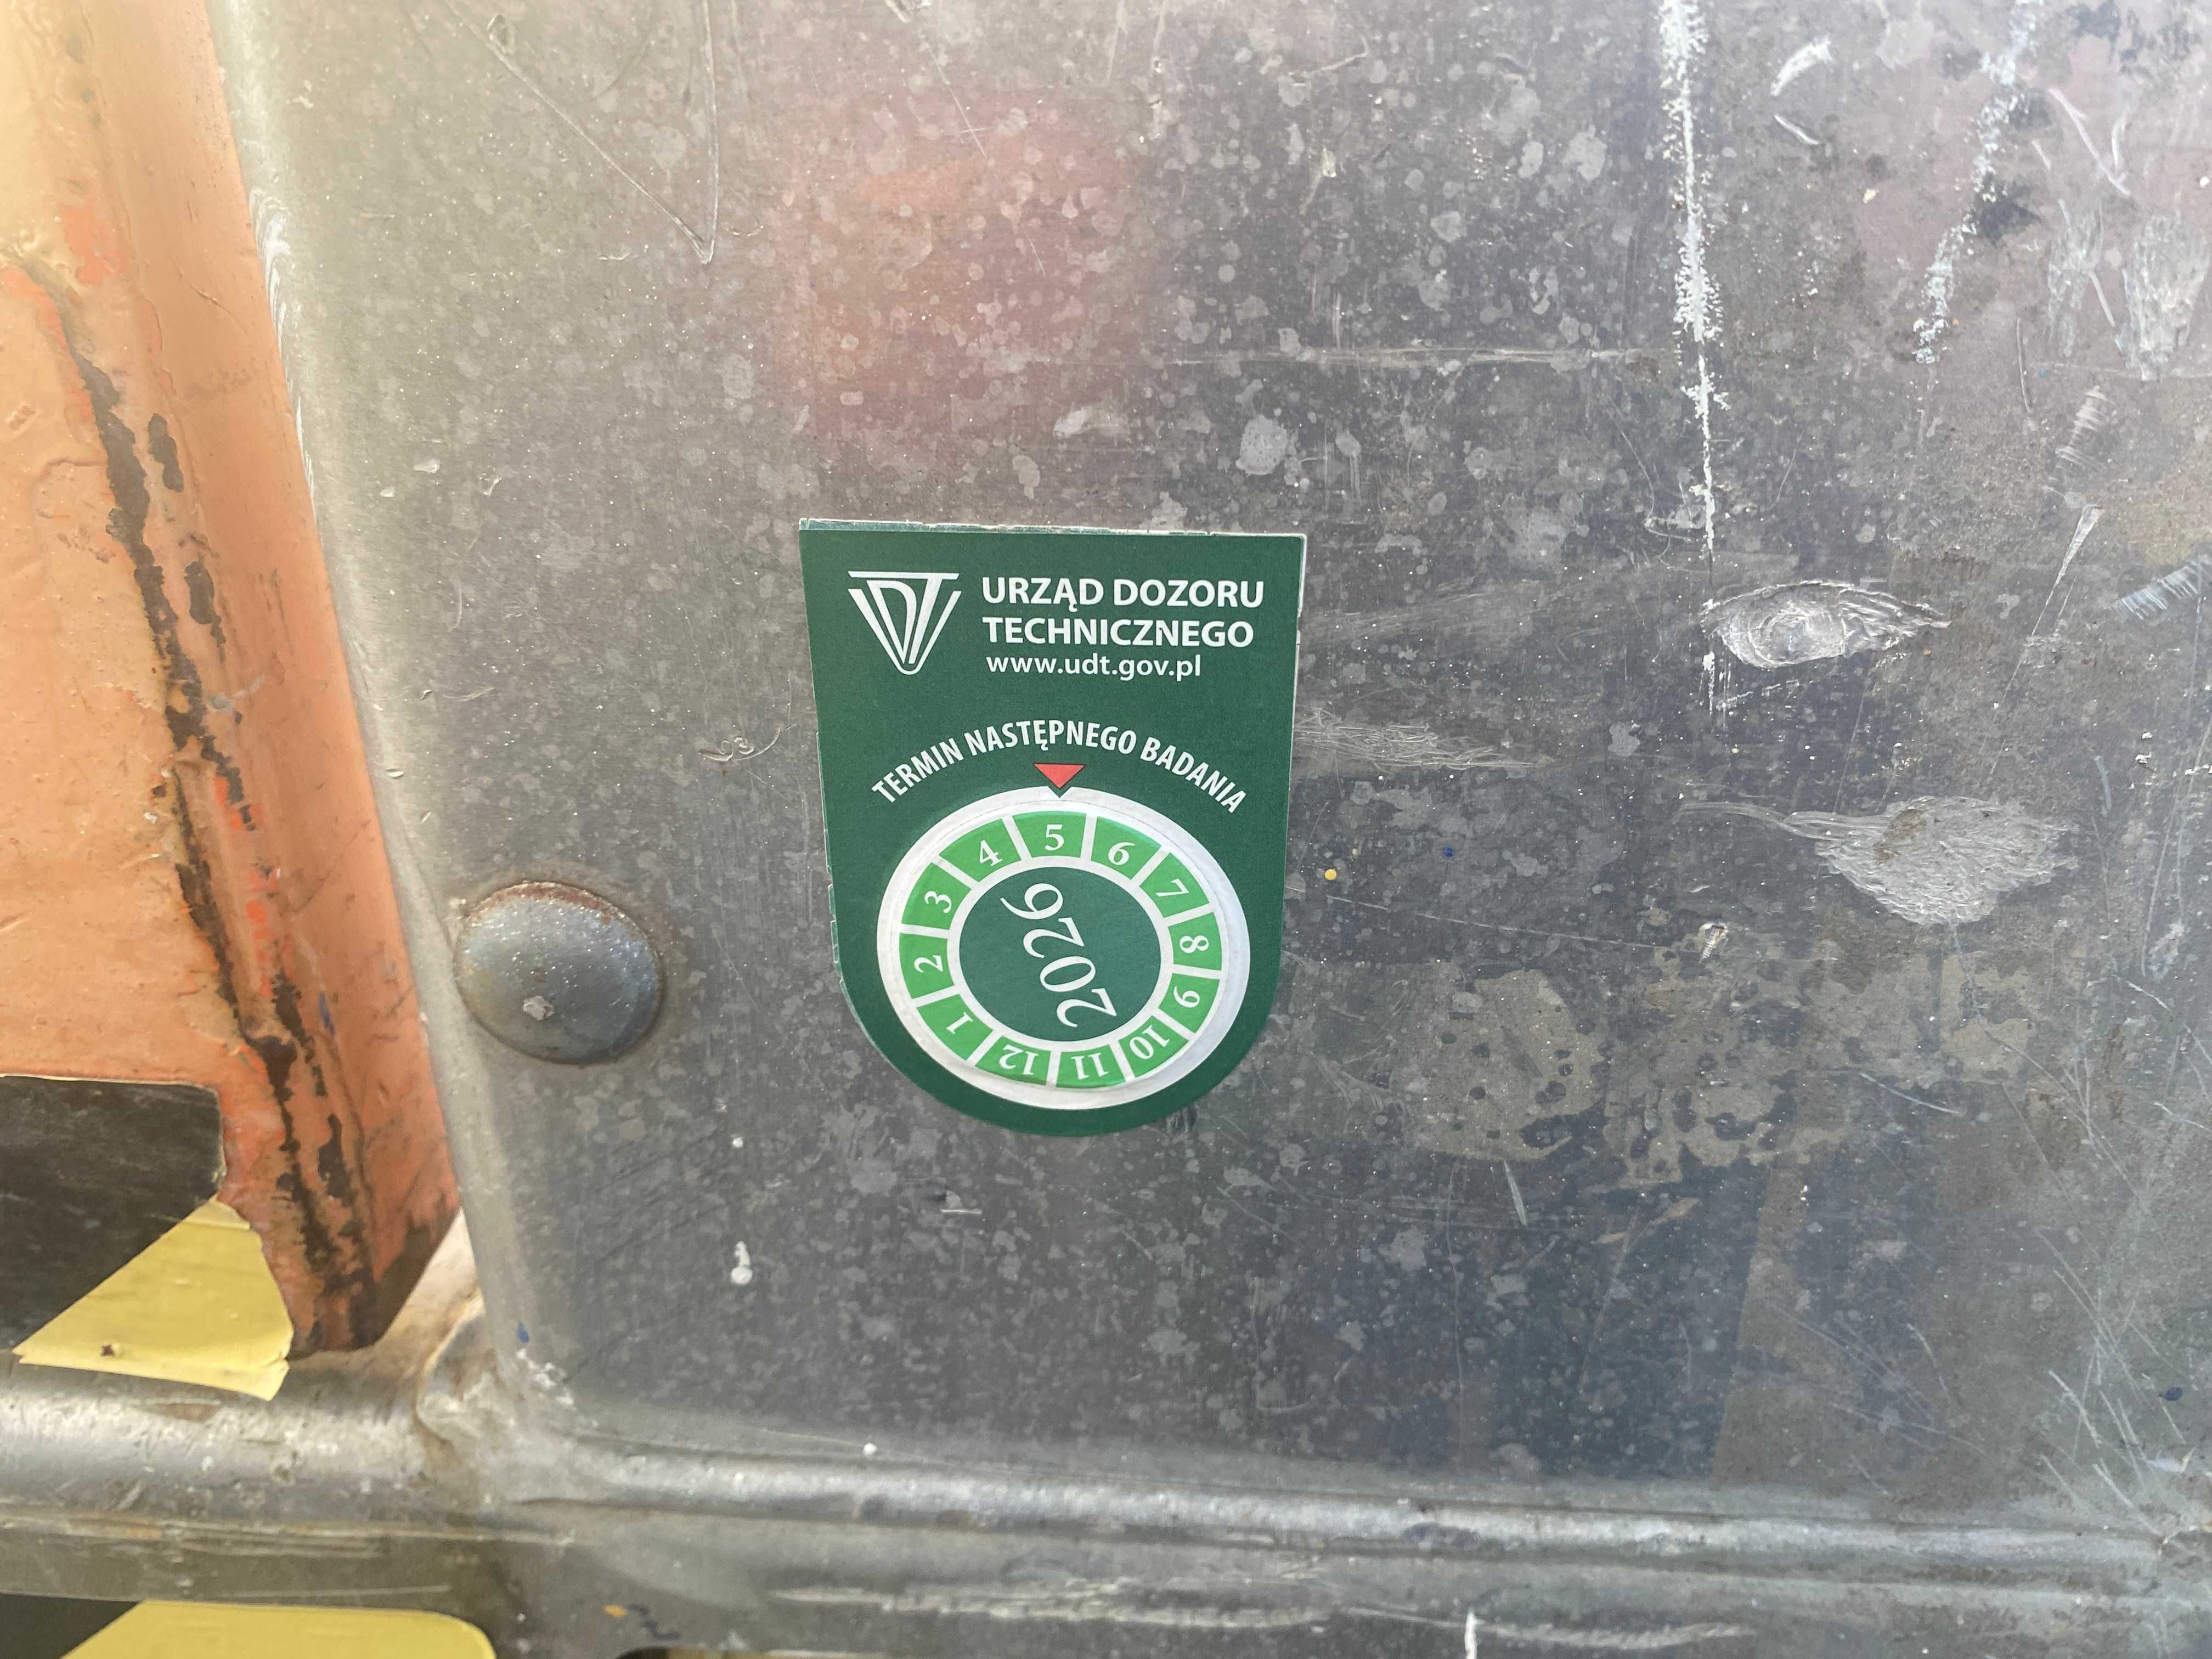 UDT
URZĄD DOZORU
TECHNICZNEGO
www.udt.gov.pl
TERMIN NASTĘPNEGO BADANIA
1 2 3 4 5 6 7 8 9 10 11 12
2026